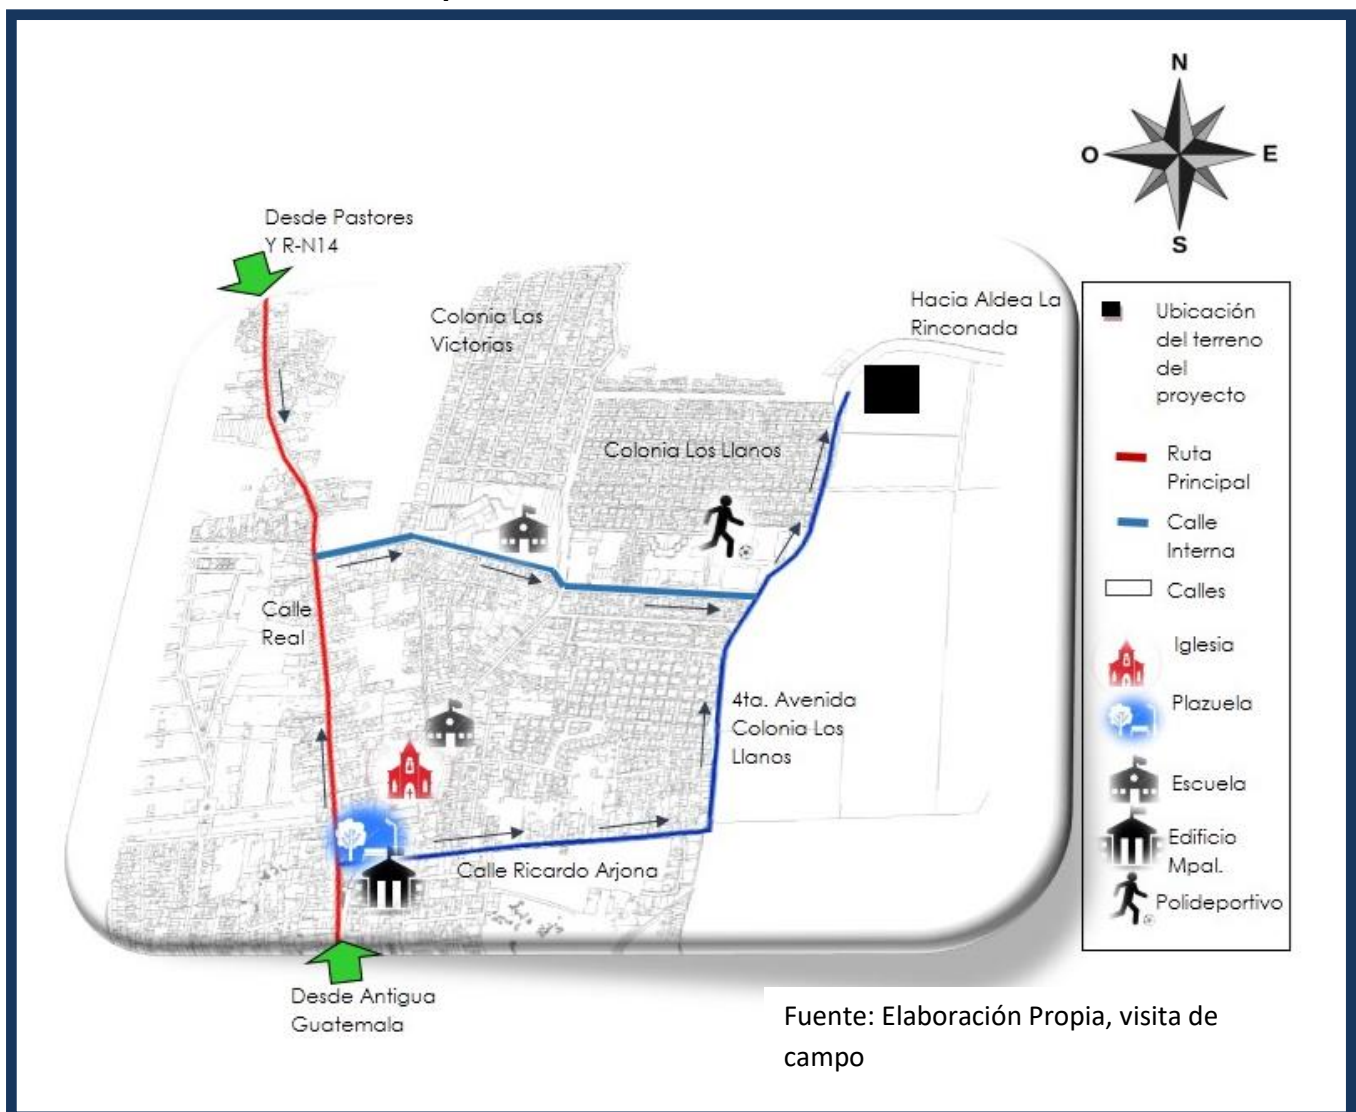 N
O
E
S
Desde Pastores
Y R-N14
Colonia Las
Victorias
Hacia Aldea La
Rinconada
Colonia Los Llanos
Calle
Real
4ta. Avenida
Colonia Los
Llanos
Calle Ricardo Arjona
Desde Antigua
Guatemala
Ubicación
del terreno
del
proyecto
Ruta
Principal
Calle
Interna
Calles
Iglesia
Plazuela
Escuela
Edificio
Mpal.
Polideportivo
Fuente: Elaboración Propia, visita de
campo